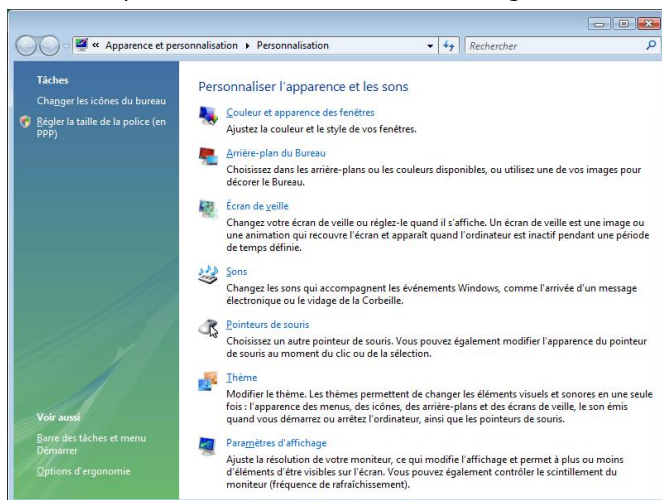 « Apparence et personnalisation ▸ Personnalisation
Rechercher
Tâches
Changer les icônes du bureau
Régler la taille de la police (en
PPP)
Voir aussi
Barre des tâches et menu
Démarrer
Options d'ergonomie
Personnaliser l'apparence et les sons
Couleur et apparence des fenêtres
Ajustez la couleur et le style de vos fenêtres.
Arrière-plan du Bureau
Choisissez dans les arrière-plans ou les couleurs disponibles, ou utilisez une de vos images pour
décorer le Bureau.
Écran de veille
Changez votre écran de veille ou réglez-le quand il s'affiche. Un écran de veille est une image ou
une animation qui recouvre l'écran et apparaît quand l'ordinateur est inactif pendant une période
de temps définie.
Sons
Changez les sons qui accompagnent les événements Windows, comme l'arrivée d'un message
électronique ou le vidage de la Corbeille.
Pointeurs de souris
Choisissez un autre pointeur de souris. Vous pouvez également modifier l'apparence du pointeur
de souris au moment du clic ou de la sélection.
Thème
Modifier le thème. Les thèmes permettent de changer les éléments visuels et sonores en une seule
fois : l'apparence des menus, des icônes, des arrière-plans et des écrans de veille, le son émis
quand vous démarrez ou arrêtez l'ordinateur, ainsi que les pointeurs de souris.
Paramètres d'affichage
Ajuste la résolution de votre moniteur, ce qui modifie l'affichage et permet à plus ou moins
d'éléments d'être visibles sur l'écran. Vous pouvez également contrôler le scintillement du
moniteur (fréquence de rafraîchissement).